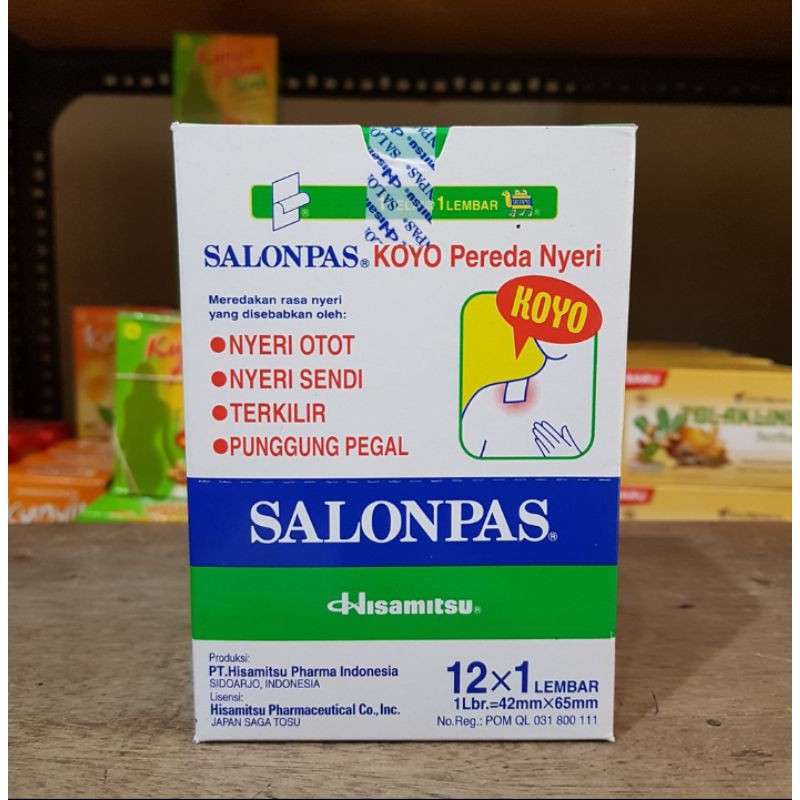 1 LEMBAR
SALONPAS
SALONPAS® KOYO Pereda Nyeri
Meredakan rasa nyeri
yang disebabkan oleh:
KOYO
●NYERI OTOT
●NYERI SENDI
●TERKILIR
●PUNGGUNG PEGAL
SALONPAS®
Hisamitsu®
Produksi:
PT.Hisamitsu Pharma Indonesia
SIDOARJO, INDONESIA
Lisensi:
Hisamitsu Pharmaceutical Co., Inc.
JAPAN SAGA TOSU
12×1 LEMBAR
1Lbr.=42mm×65mm
No.Reg.: POM QL 031 800 111